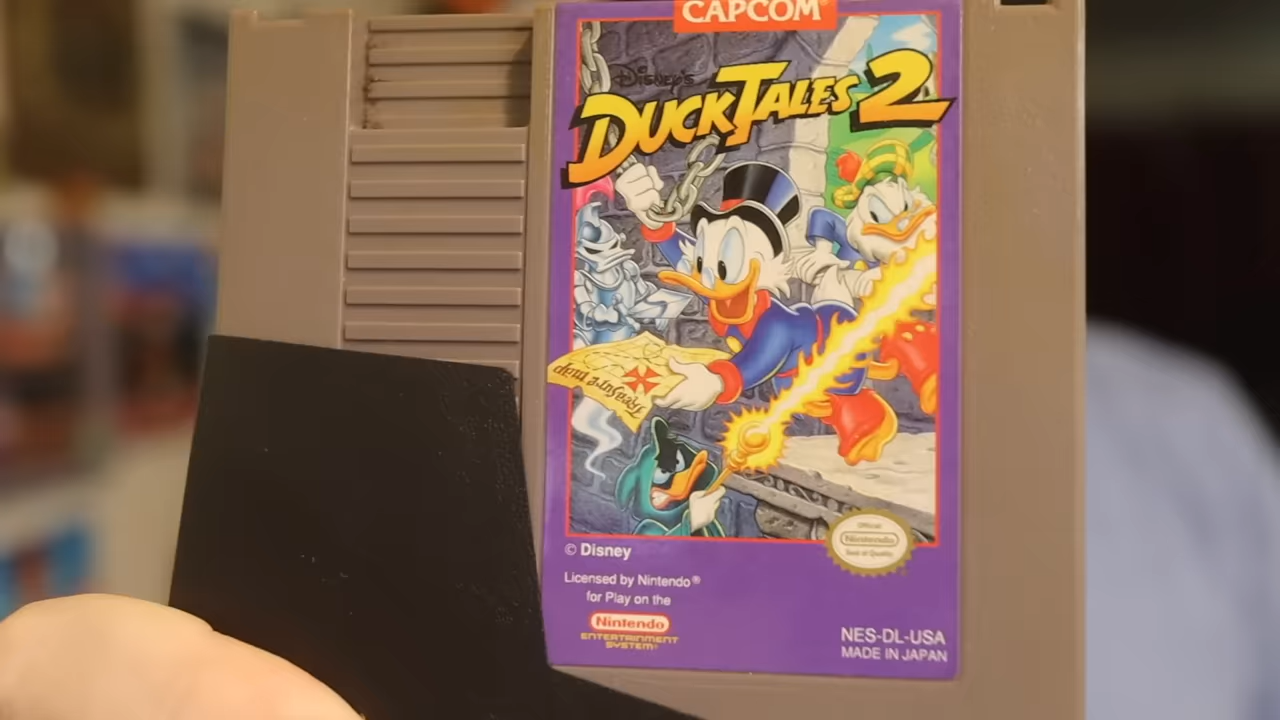 CAPCOM®
Disney's
DUCKTALES 2
Treasure map
Official
Nintendo
Seal of Quality
© Disney
Licensed by Nintendo®
for Play on the
Nintendo
ENTERTAINMENT
SYSTEM®
NES-DL-USA
MADE IN JAPAN